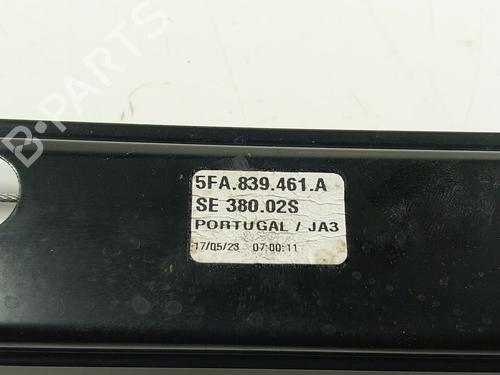 B-PARTS
5FA.839.461.A
SE 380.02S
PORTUGAL / JA3
17/05/23 07:00:11